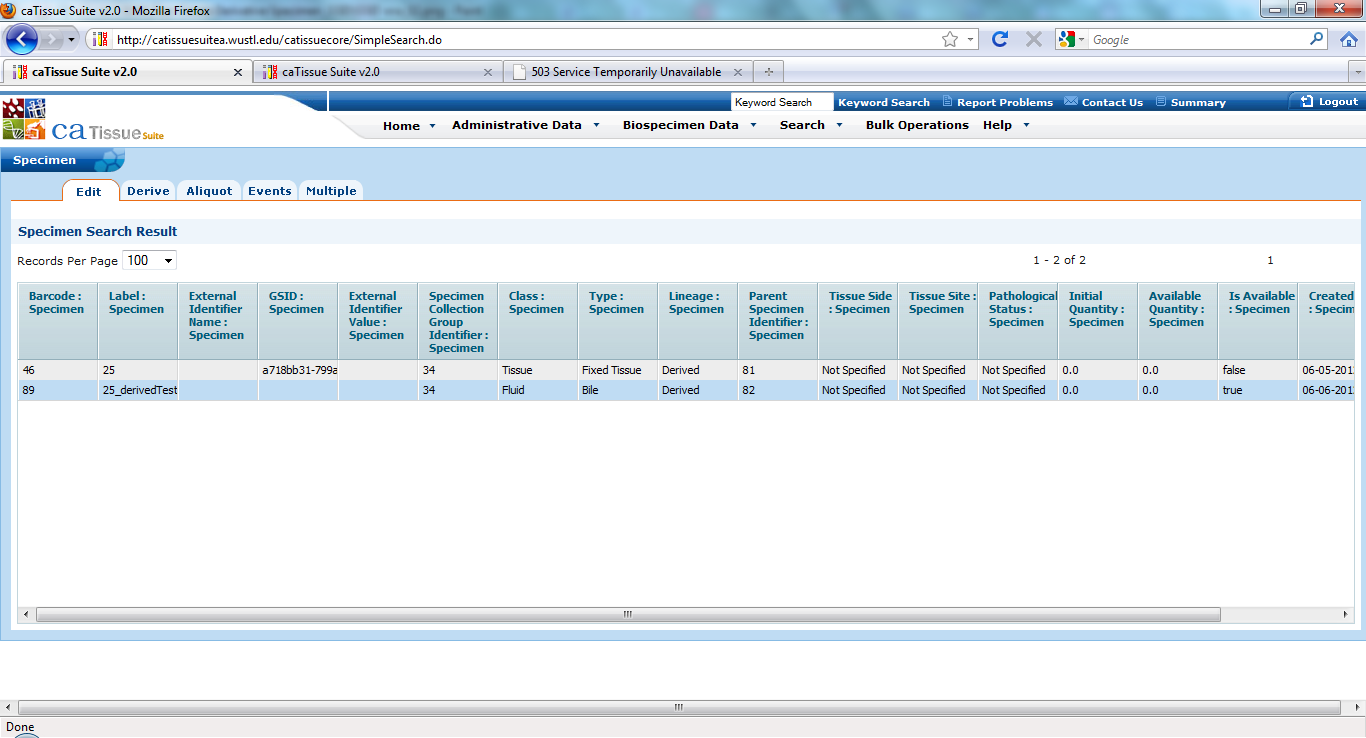 caTissue Suite v2.0 - Mozilla Firefox
http://catissuesuitea.wustl.edu/catissuecore/SimpleSearch.do
Google
caTissue Suite v2.0
caTissue Suite v2.0
503 Service Temporarily Unavailable
Keyword Search
Keyword Search
Report Problems
Contact Us
Summary
Logout
ca Tissue Suite
Home
Administrative Data
Biospecimen Data
Search
Bulk Operations
Help
Specimen
Edit
Derive
Aliquot
Events
Multiple
Specimen Search Result
Records Per Page 100
1 - 2 of 2
1
Barcode :
Specimen
Label :
Specimen
External
Identifier
Name :
Specimen
GSID :
Specimen
External
Identifier
Value :
Specimen
Specimen
Collection
Group
Identifier :
Specimen
Class :
Specimen
Type :
Specimen
Lineage :
Specimen
Parent
Specimen
Identifier :
Specimen
Tissue Side
: Specimen
Tissue Site :
Specimen
Pathological
Status :
Specimen
Initial
Quantity :
Specimen
Available
Quantity :
Specimen
Is Available
: Specimen
Created
: Specim
46 25 a718bb31-799a 34 Tissue Fixed Tissue Derived 81 Not Specified Not Specified Not Specified 0.0 0.0 false 06-05-201
89 25_derivedTest 34 Fluid Bile Derived 82 Not Specified Not Specified Not Specified 0.0 0.0 true 06-06-201
Done